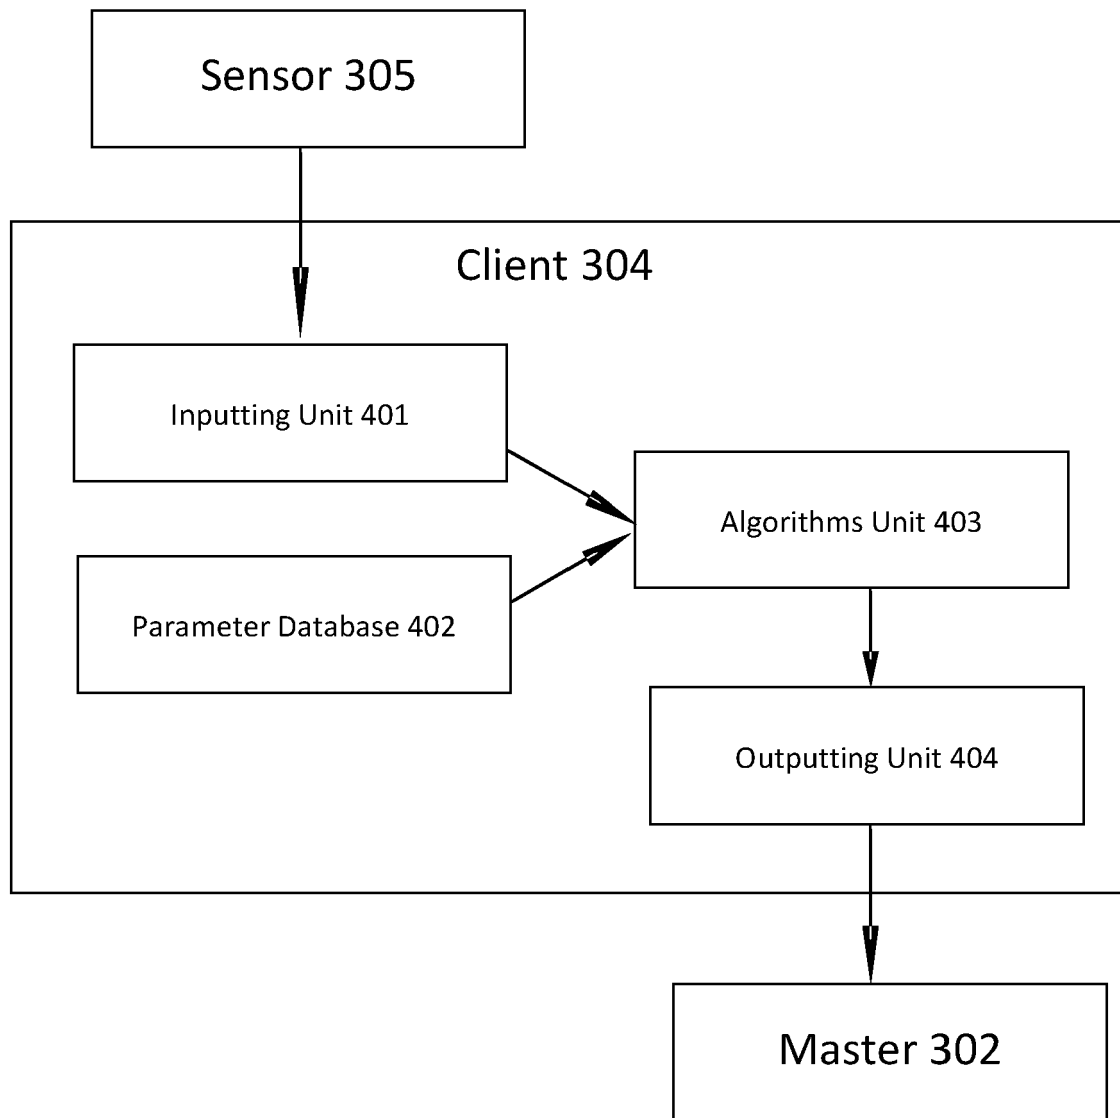 Sensor 305
Client 304
Inputting Unit 401
Algorithms Unit 403
Parameter Database 402
Outputting Unit 404
Master 302